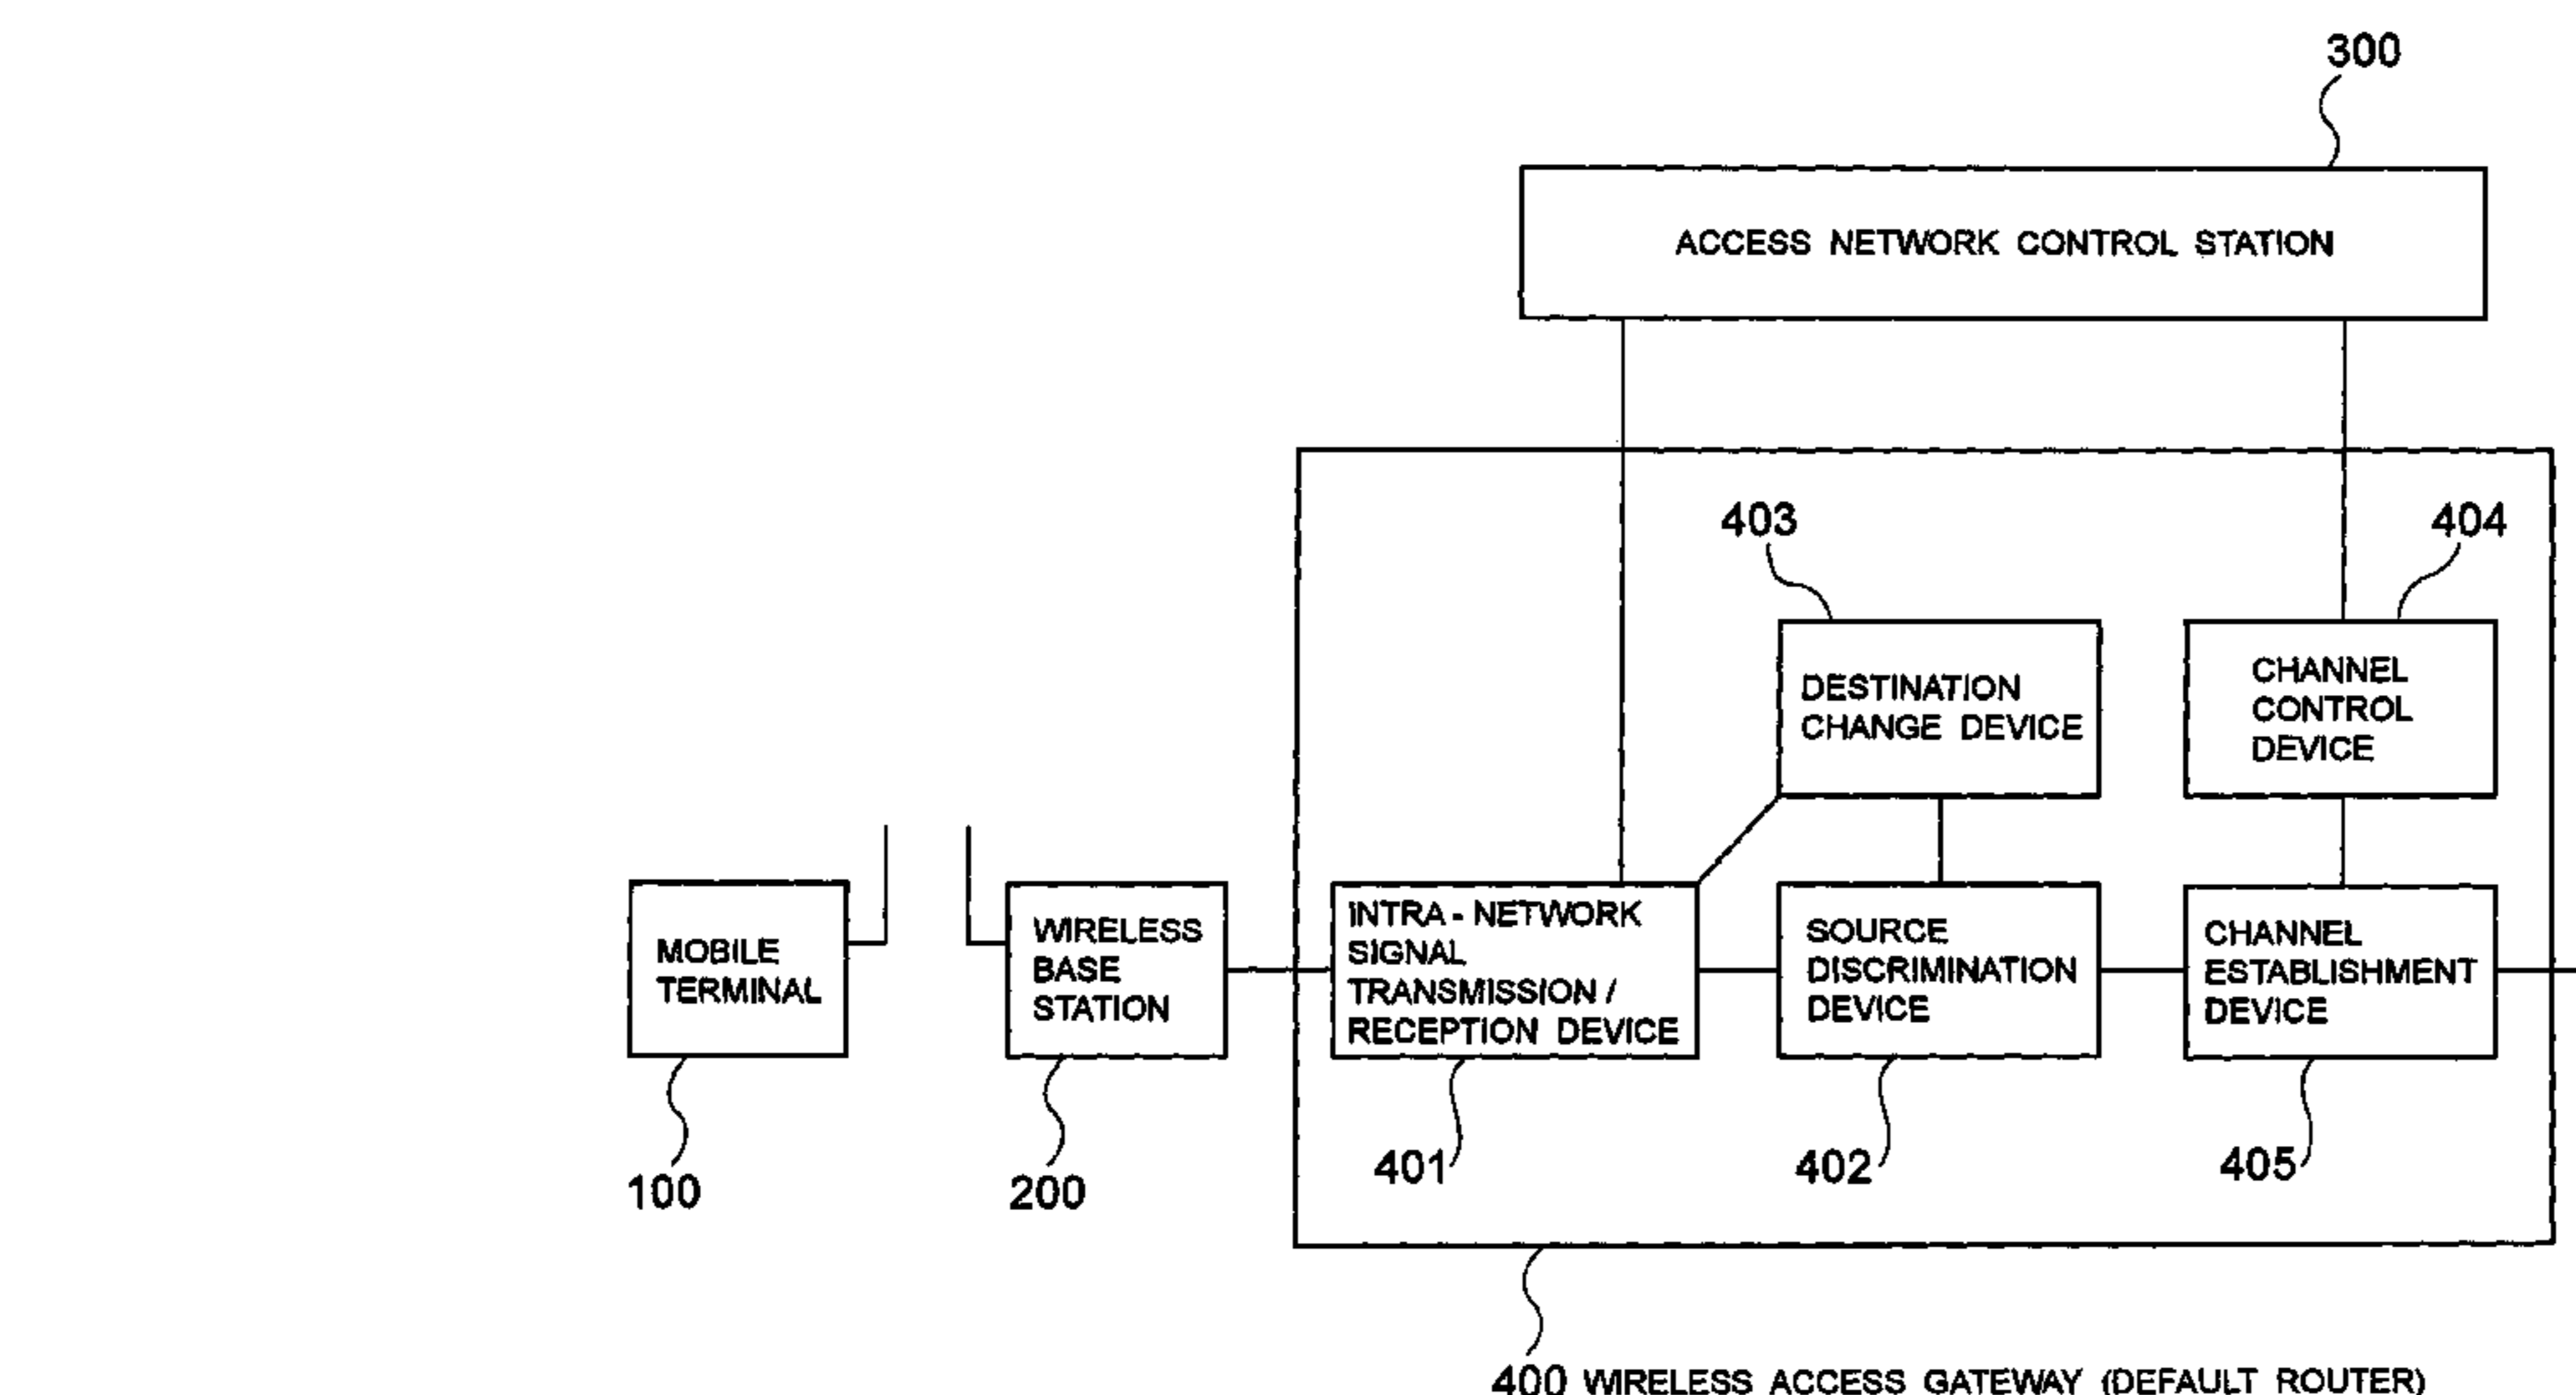 300
ACCESS NETWORK CONTROL STATION
403
404
DESTINATION
CHANGE DEVICE
CHANNEL
CONTROL
DEVICE
MOBILE
TERMINAL
WIRELESS
BASE
STATION
INTRA - NETWORK
SIGNAL
TRANSMISSION /
RECEPTION DEVICE
SOURCE
DISCRIMINATION
DEVICE
CHANNEL
ESTABLISHMENT
DEVICE
100
200
401
402
405
400 WIRELESS ACCESS GATEWAY (DEFAULT ROUTER)